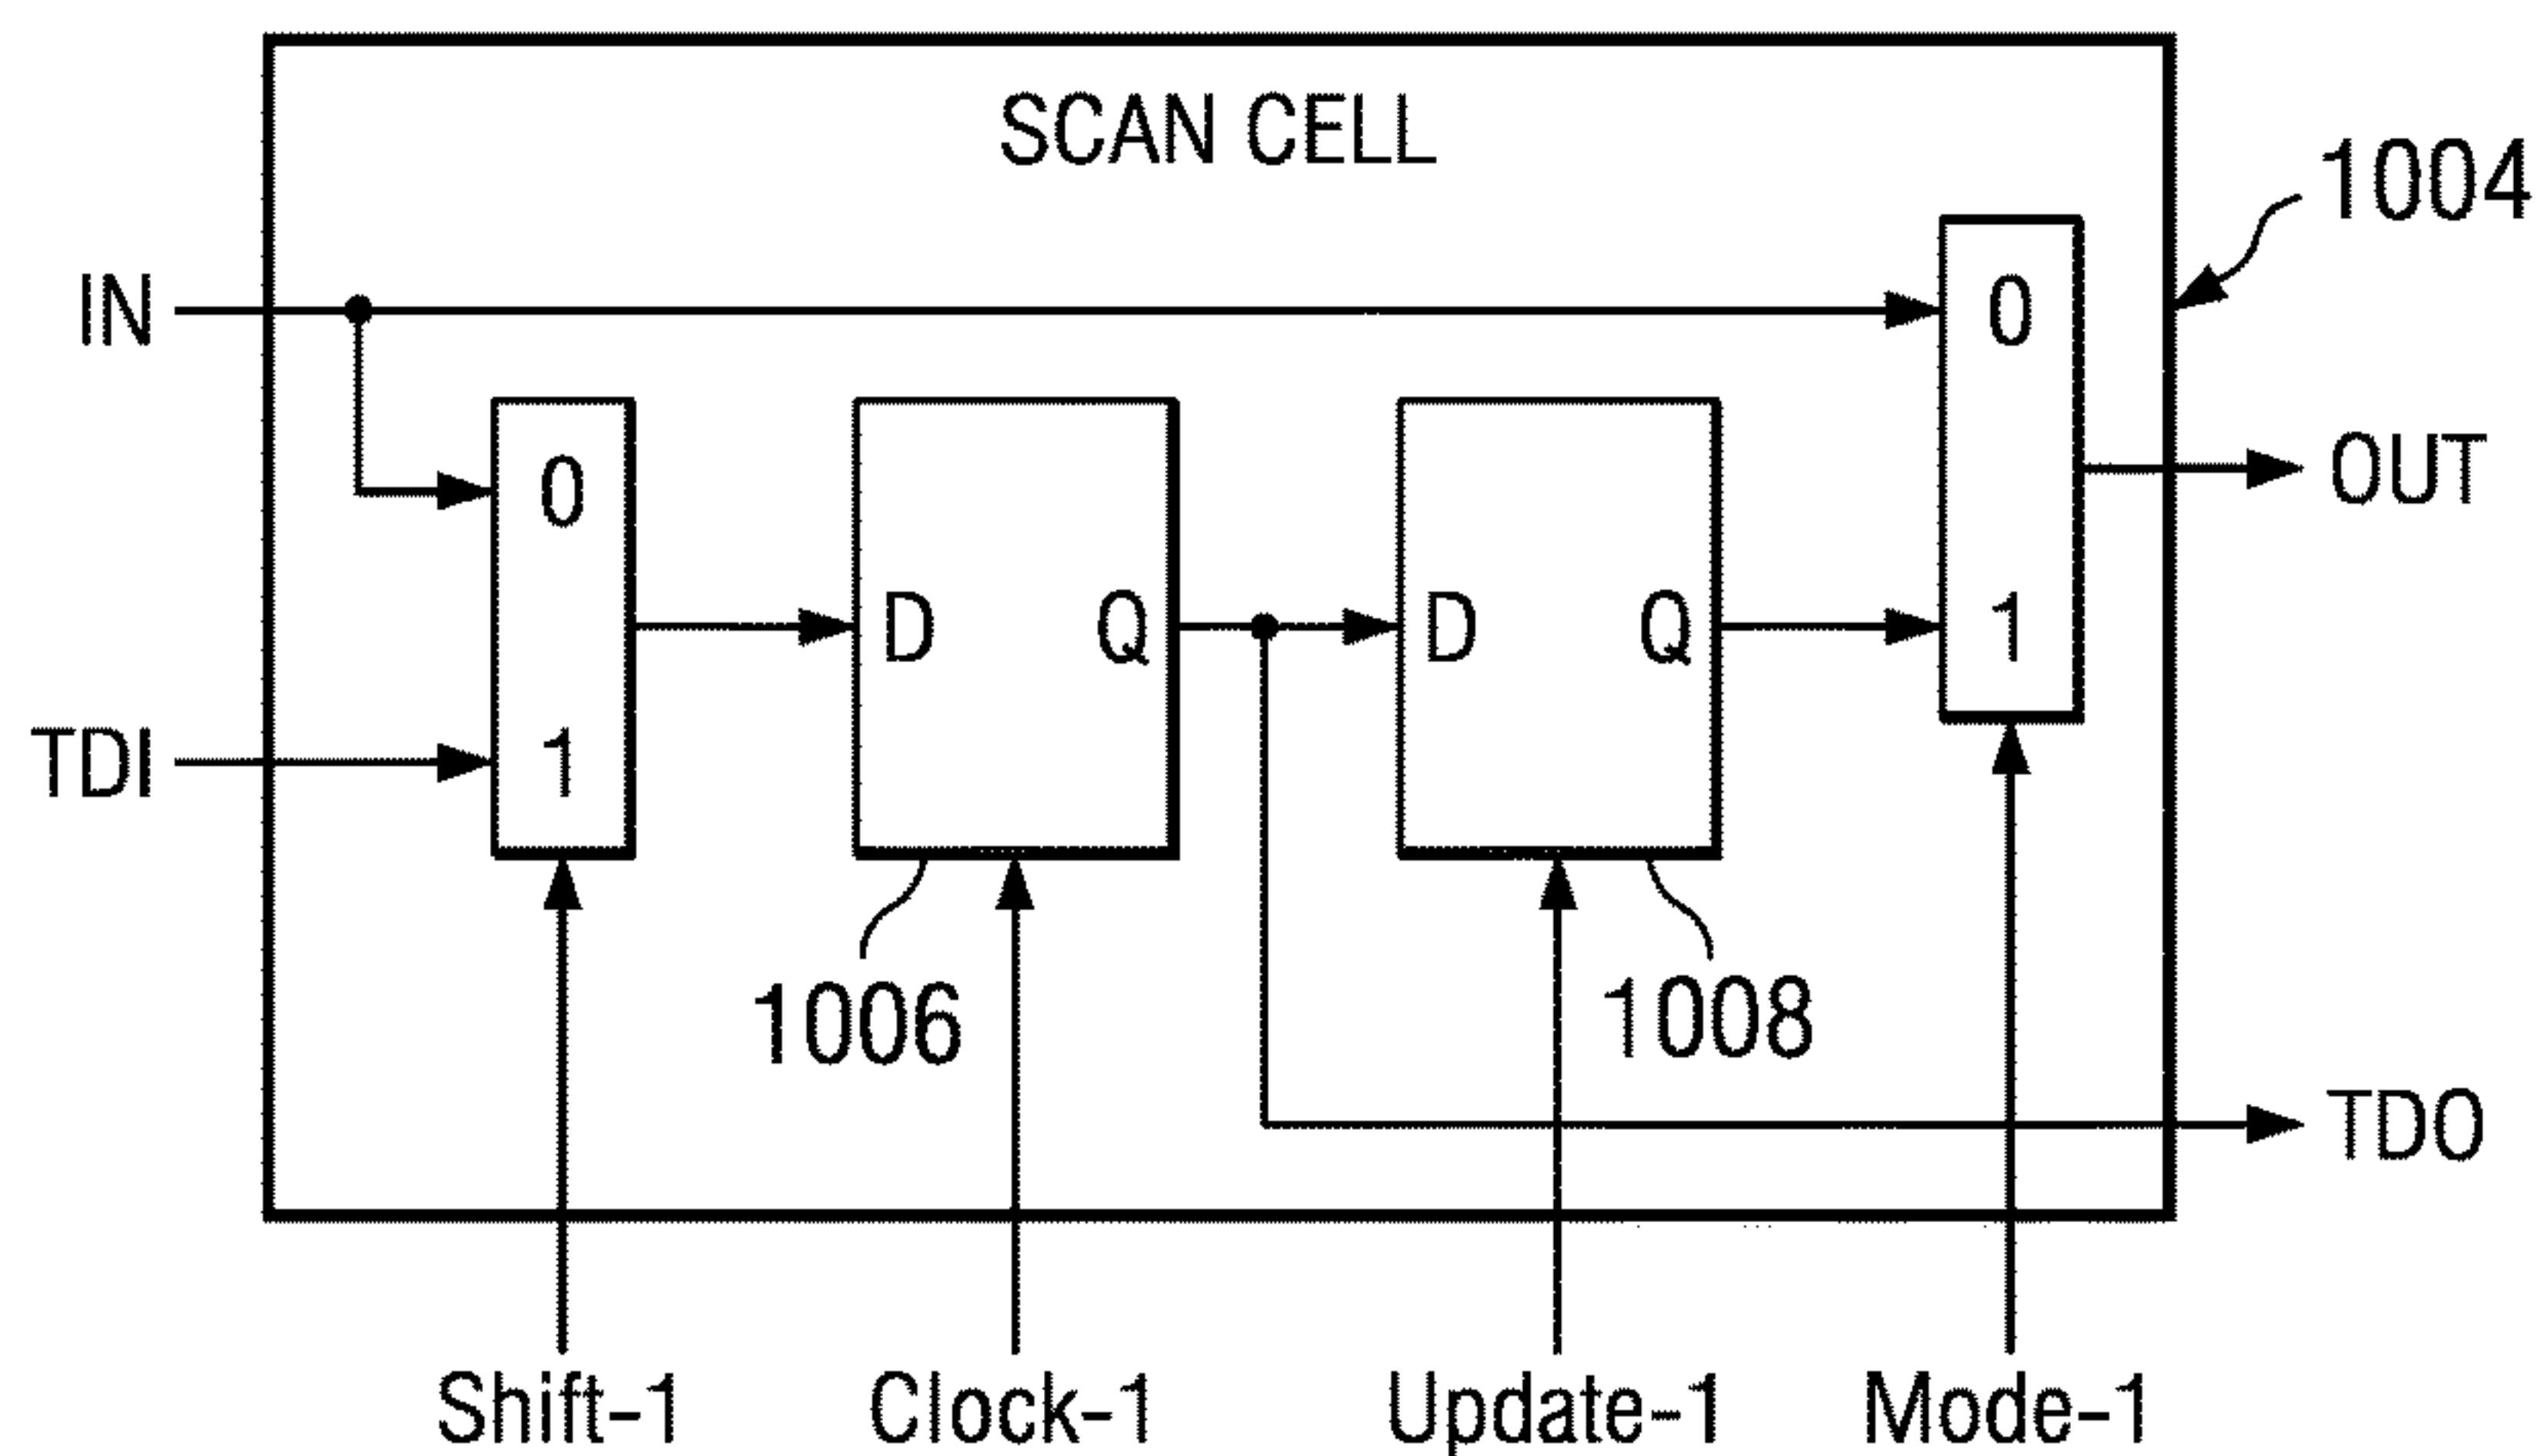 SCAN CELL
1004
IN
0
0
OUT
D Q
D Q
1
TDI
1
1006
1008
TDO
Shift-1 Clock-1 Update-1 Mode-1